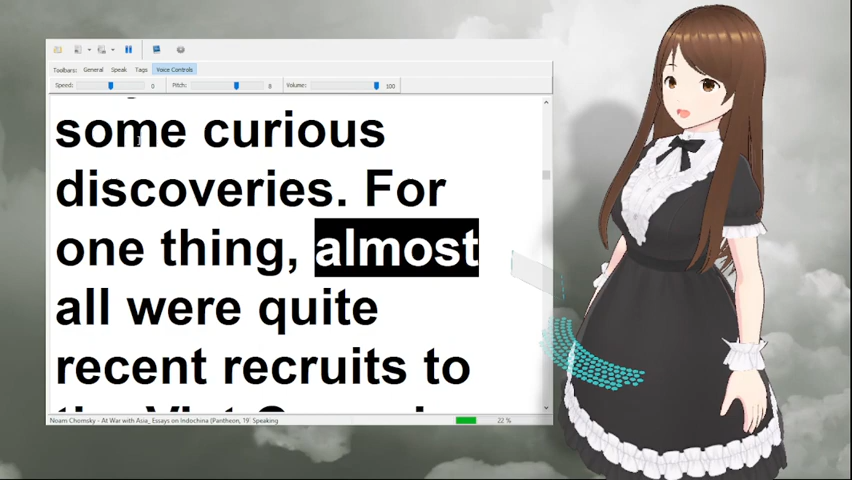 Toolbars: General Speak Tags Voice Controls
Speed: 0 Pitch: 8 Volume: 100
some curious
discoveries. For
one thing, almost
all were quite
recent recruits to
Noam Chomsky - At War with Asia_ Essays on Indochina (Pantheon, 19 Speaking 22 %